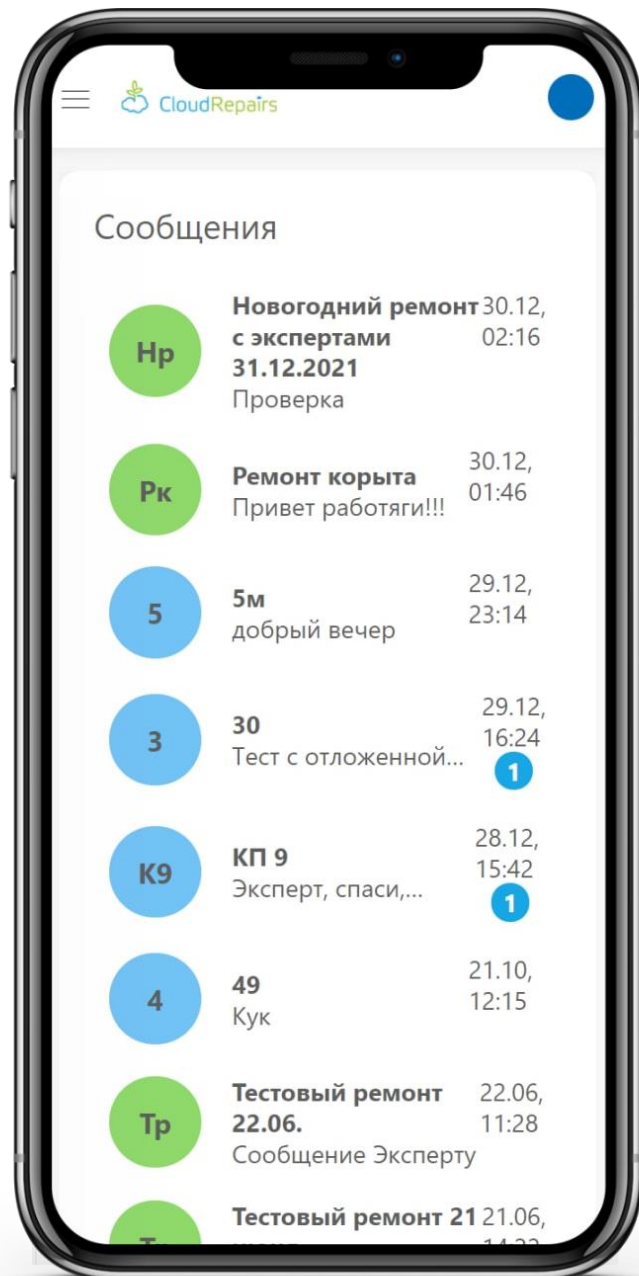 CloudRepairs
Сообщения
Нр
Новогодний ремонт 30.12,
с экспертами 02:16
31.12.2021
Проверка
Рк
Ремонт корыта 30.12,
Привет работяги!!! 01:46
5
5м 29.12,
добрый вечер 23:14
3
30 29.12,
Тест с отложенной... 16:24
1
К9
КП 9 28.12,
Эксперт, спаси,... 15:42
1
4
49 21.10,
Кук 12:15
Тр
Тестовый ремонт 22.06,
22.06. 11:28
Сообщение Эксперту
Тестовый ремонт 21 21.06,